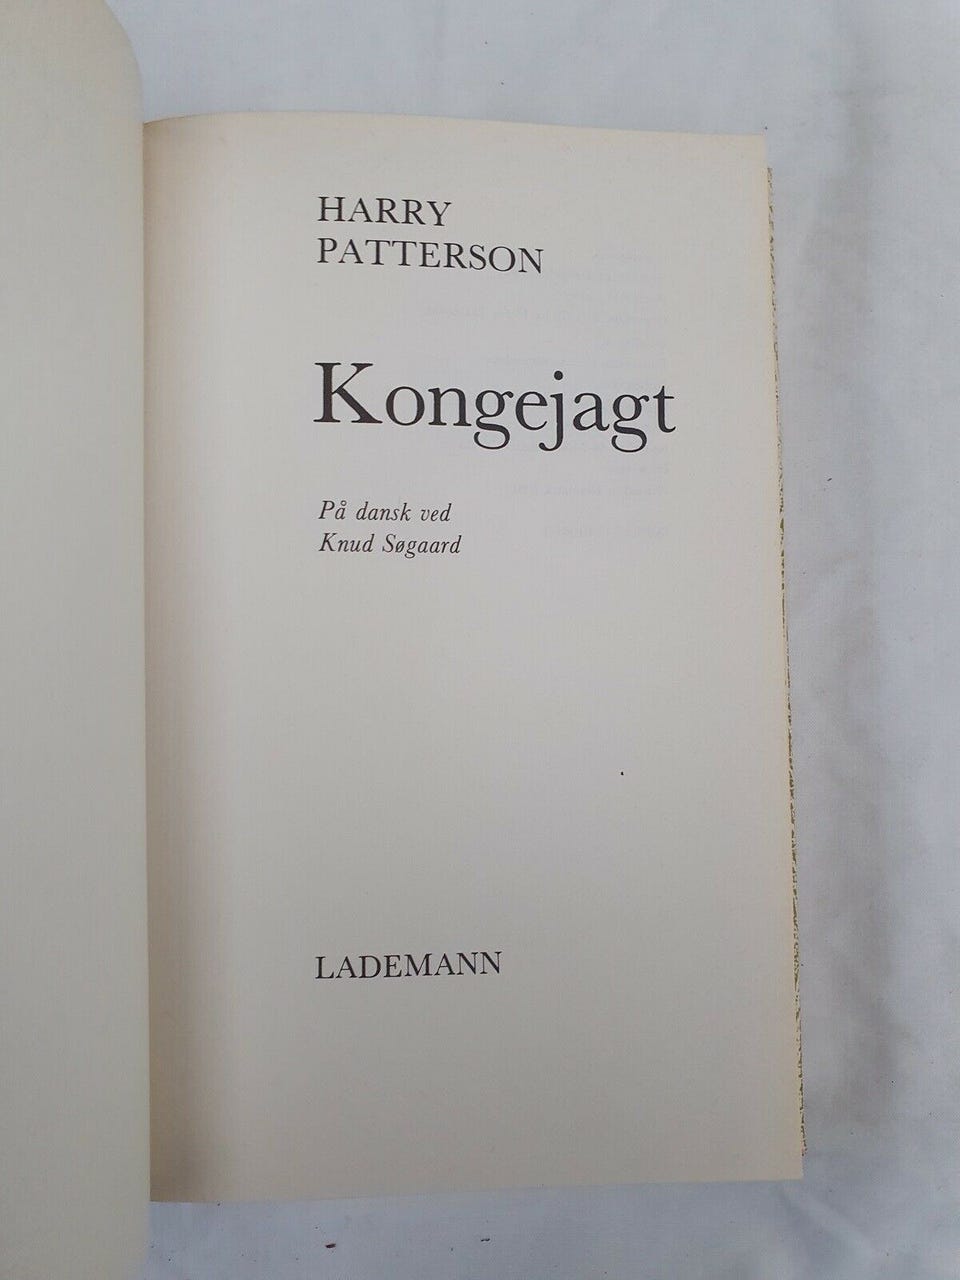 HARRY
PATTERSON
Kongejagt
På dansk ved
Knud Søgaard
LADEMANN